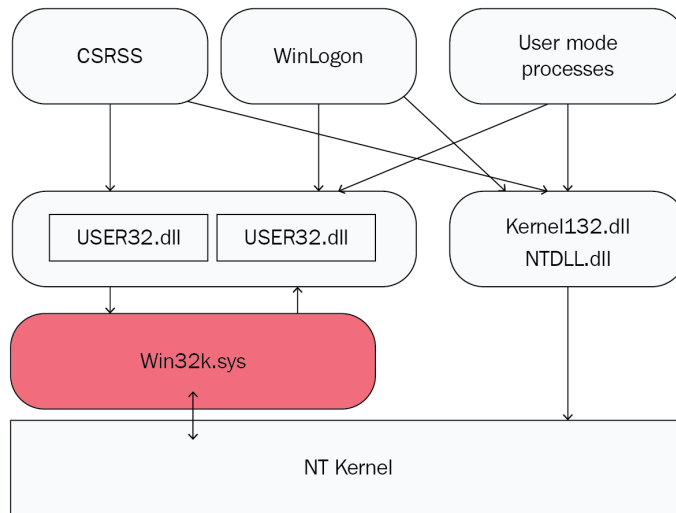 CSRSS
WinLogon
User mode
processes
USER32.dll
USER32.dll
Kernel132.dll
NTDLL.dll
Win32k.sys
NT Kernel